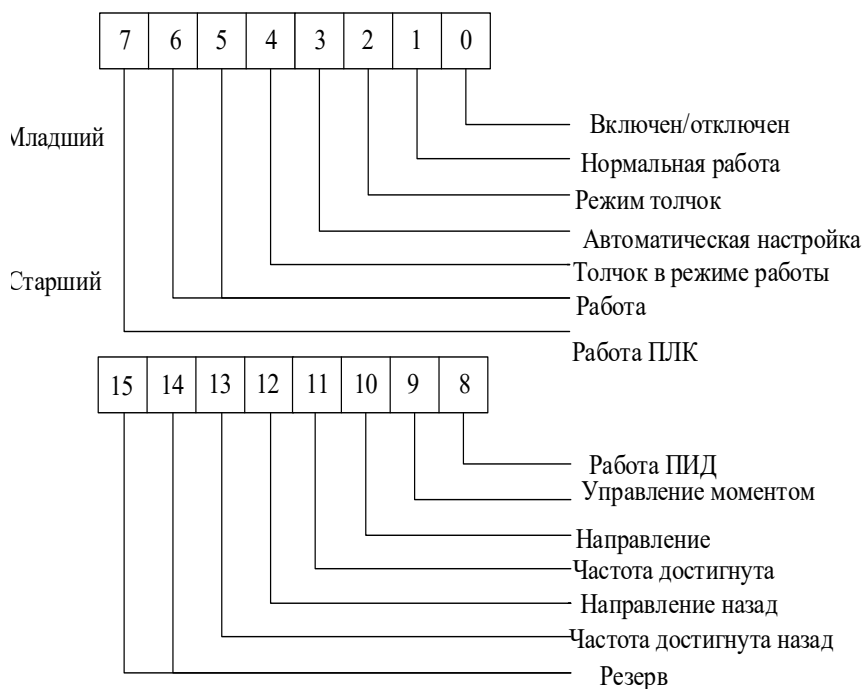 7 6 5 4 3 2 1 0
Младший
Включен/отключен
Нормальная работа
Режим толчок
Автоматическая настройка
Старший
Толчок в режиме работы
Работа
Работа ПЛК
15 14 13 12 11 10 9 8
Работа ПИД
Управление моментом
Направление
Частота достигнута
Направление назад
Частота достигнута назад
Резерв